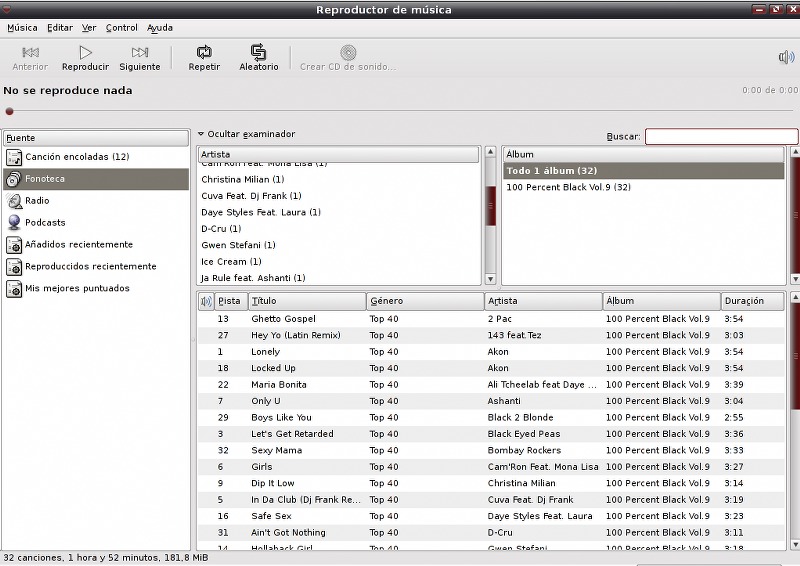 Reproductor de música
Música Editar Ver Control Ayuda
Anterior Reproducir Siguiente Repetir Aleatorio Crear CD de sonido...
No se reproduce nada
0:00 de 0:00
Fuente
Canción encoladas (12)
Fonoteca
Radio
Podcasts
Añadidos recientemente
Reproduccidos recientemente
Mis mejores puntuados
Ocultar examinador
Buscar:
Artista
Cam'Ron Feat. Mona Lisa (1)
Christina Milian (1)
Cuva Feat. Dj Frank (1)
Daye Styles Feat. Laura (1)
D-Cru (1)
Gwen Stefani (1)
Ice Cream (1)
Ja Rule feat. Ashanti (1)
Álbum
Todo 1 álbum (32)
100 Percent Black Vol.9 (32)
Pista Título Género Artista Álbum Duración
13 Ghetto Gospel Top 40 2 Pac 100 Percent Black Vol.9 3:54
27 Hey Yo (Latin Remix) Top 40 143 feat.Tez 100 Percent Black Vol.9 3:03
1 Lonely Top 40 Akon 100 Percent Black Vol.9 3:54
18 Locked Up Top 40 Akon 100 Percent Black Vol.9 3:54
22 Maria Bonita Top 40 Ali Tcheelab feat Daye ... 100 Percent Black Vol.9 3:39
7 Only U Top 40 Ashanti 100 Percent Black Vol.9 3:04
29 Boys Like You Top 40 Black 2 Blonde 100 Percent Black Vol.9 2:55
3 Let's Get Retarded Top 40 Black Eyed Peas 100 Percent Black Vol.9 3:36
32 Sexy Mama Top 40 Bombay Rockers 100 Percent Black Vol.9 3:33
6 Girls Top 40 Cam'Ron Feat. Mona Lisa 100 Percent Black Vol.9 3:27
9 Dip It Low Top 40 Christina Milian 100 Percent Black Vol.9 3:14
5 In Da Club (Dj Frank Re... Top 40 Cuva Feat. Dj Frank 100 Percent Black Vol.9 3:19
16 Safe Sex Top 40 Daye Styles Feat. Laura 100 Percent Black Vol.9 3:23
31 Ain't Got Nothing Top 40 D-Cru 100 Percent Black Vol.9 3:11
14 Hollaback Girl Top 40 Gwen Stefani 100 Percent Black Vol.9 3:18
32 canciones, 1 hora y 52 minutos, 181,8 MiB